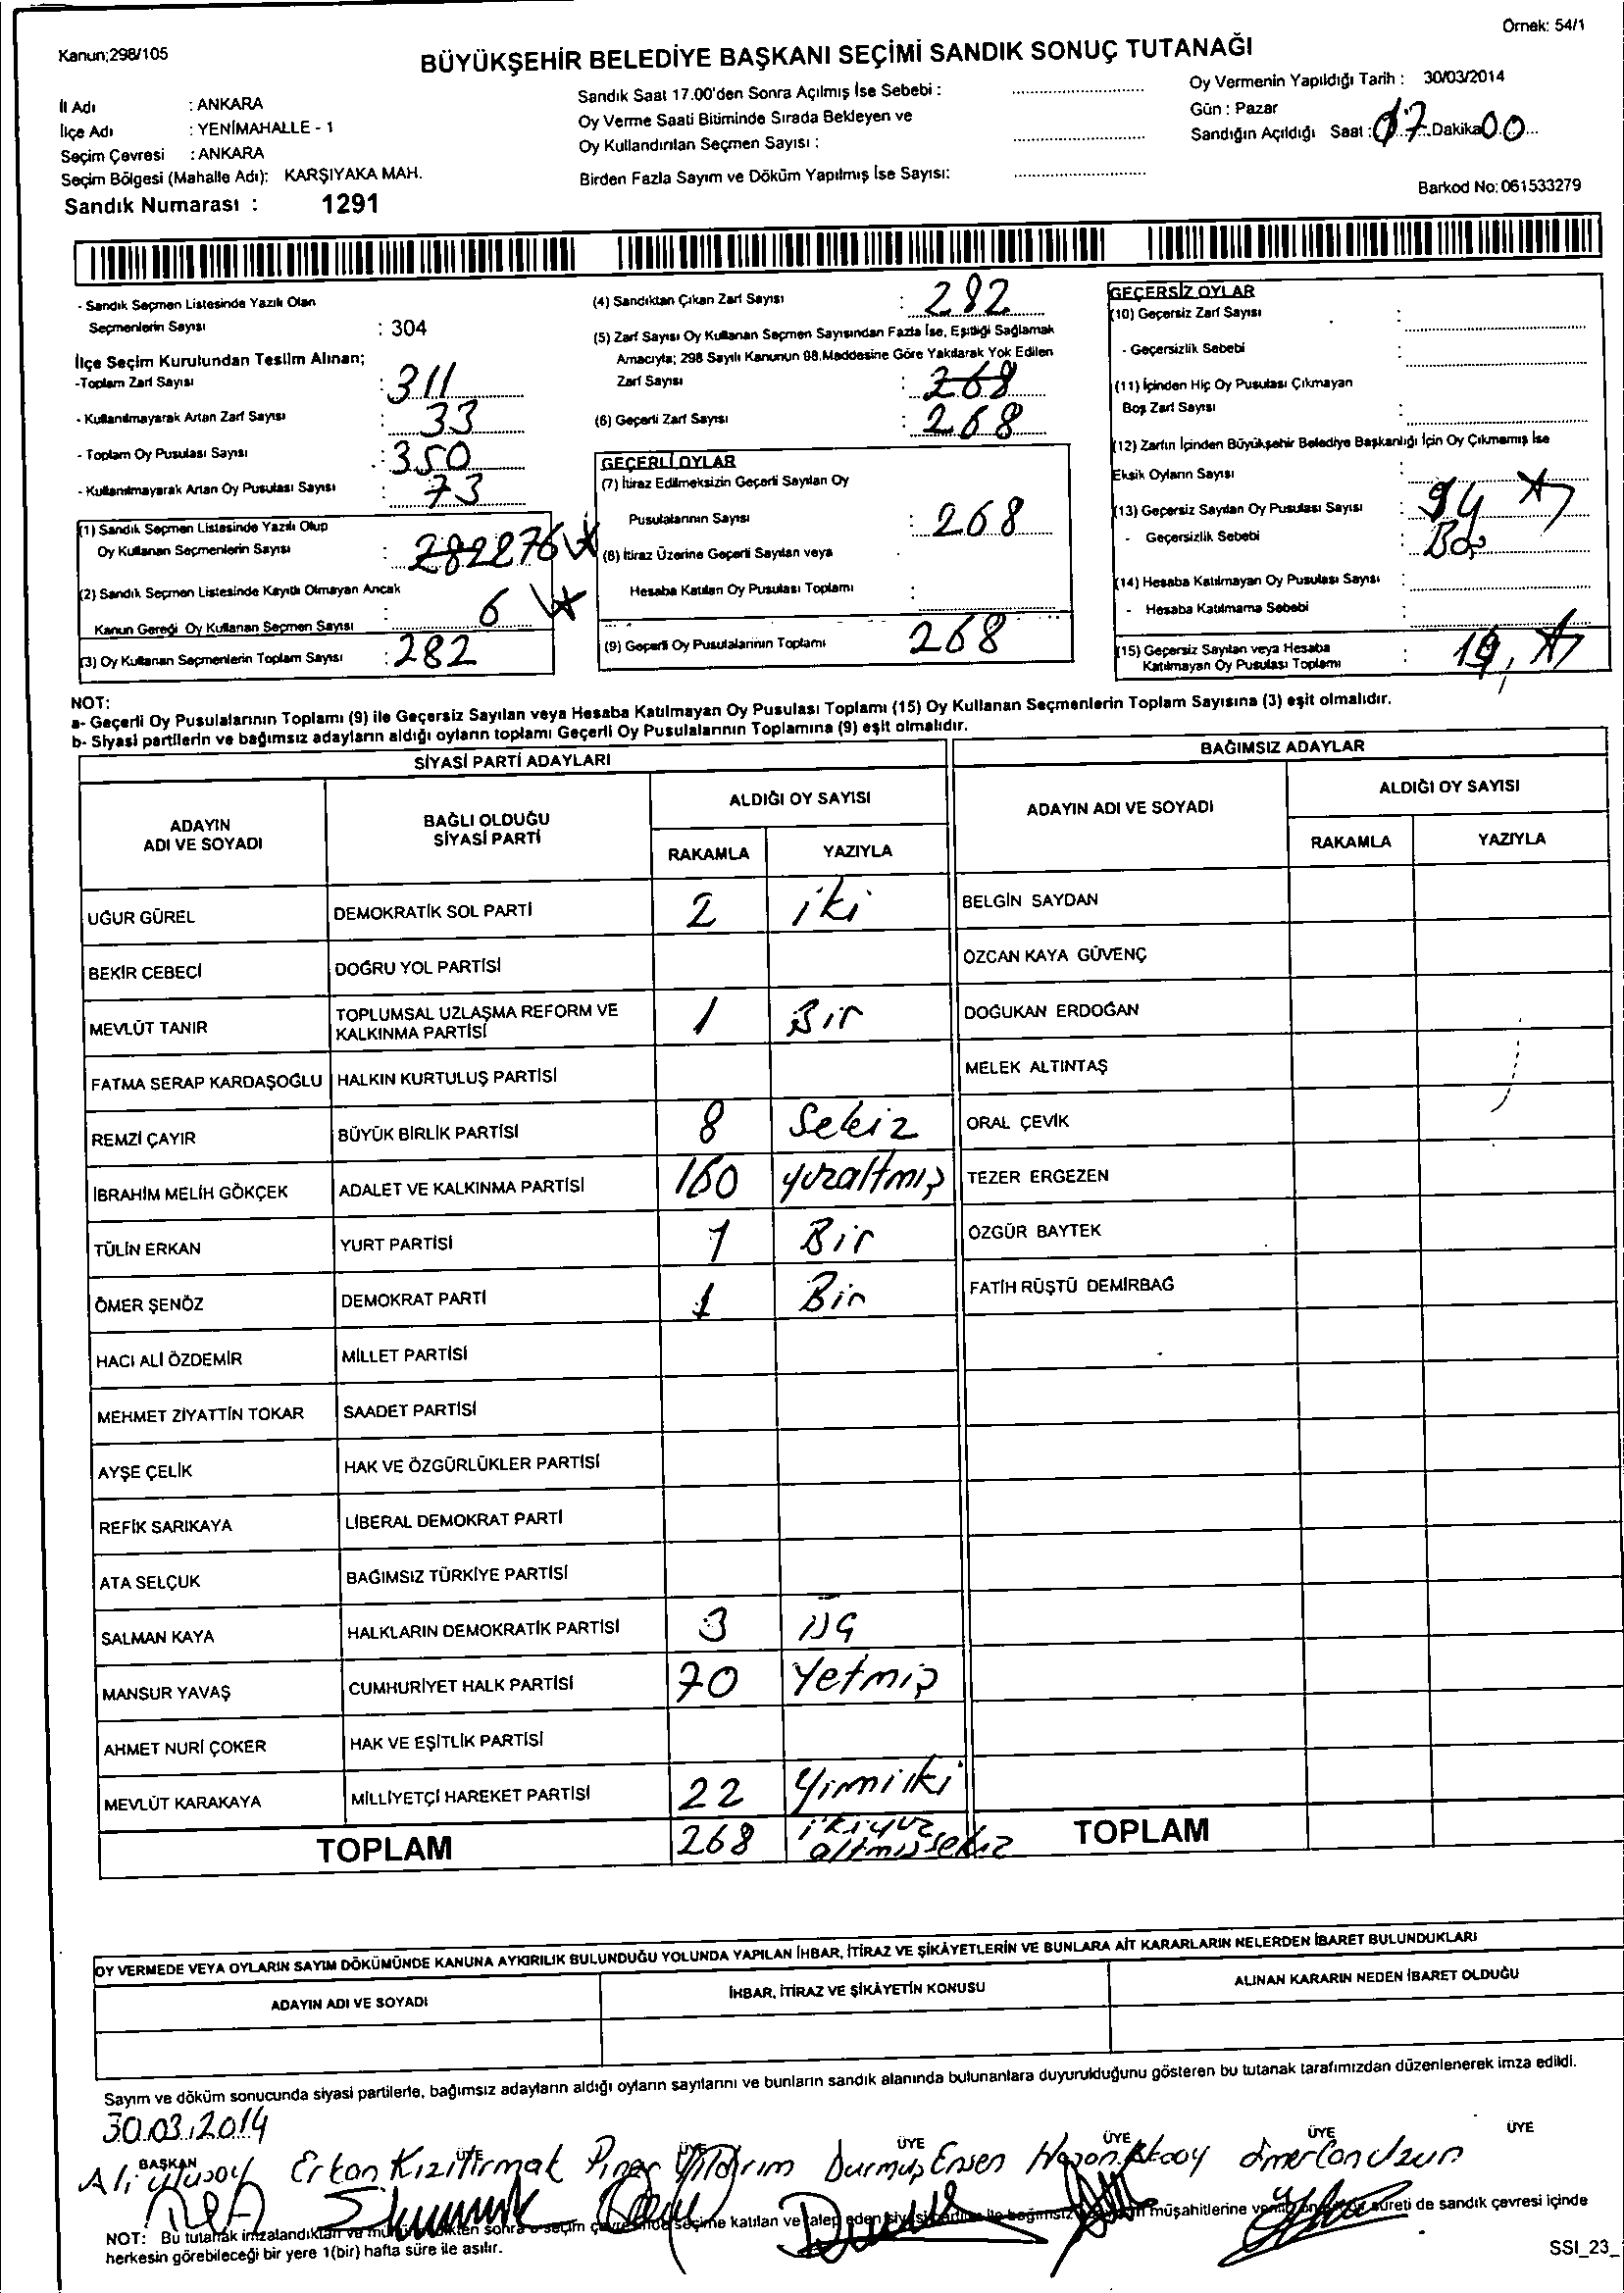 Örnek: 54/1
Kanun;298/105
BÜYÜKŞEHİR BELEDİYE BAŞKANI SEÇİMİ SANDIK SONUÇ TUTANAĞI
İl Adı : ANKARA
İlçe Adı : YENİMAHALLE - 1
Seçim Çevresi : ANKARA
Seçim Bölgesi (Mahalle Adı): KARŞIYAKA MAH.
Sandık Numarası : 1291
Sandık Saat 17.00'den Sonra Açılmış İse Sebebi :
Oy Verme Saati Bitiminde Sırada Bekleyen ve
Oy Kullandırılan Seçmen Sayısı :
Birden Fazla Sayım ve Döküm Yapılmış İse Sayısı:
Oy Vermenin Yapıldığı Tarih : 30/03/2014
Gün : Pazar
Sandığın Açıldığı Saat : 17 Dakika 00
Barkod No: 061533279
- Sandık Seçmen Listesinde Yazılı Olan
Seçmenlerin Sayısı : 304
İlçe Seçim Kurulundan Teslim Alınan;
-Toplam Zarf Sayısı : 311
- Kullanılmayarak Artan Zarf Sayısı : 33
- Toplam Oy Pusulası Sayısı : 350
- Kullanılmayarak Artan Oy Pusulası Sayısı : 73
(1) Sandık Seçmen Listesinde Yazılı Olup
Oy Kullanan Seçmenlerin Sayısı : 282 276
(2) Sandık Seçmen Listesinde Kayıtlı Olmayan Ancak
Kanun Gereği Oy Kullanan Seçmen Sayısı : 6
(3) Oy Kullanan Seçmenlerin Toplam Sayısı : 282
(4) Sandıktan Çıkan Zarf Sayısı : 282
(5) Zarf Sayısı Oy Kullanan Seçmen Sayısından Fazla İse, Eşitliği Sağlamak
Amacıyla; 298 Sayılı Kanunun 98.Maddesine Göre Yakılarak Yok Edilen
Zarf Sayısı : 268
(6) Geçerli Zarf Sayısı : 268
GEÇERLİ OYLAR
(7) İtiraz Edilmeksizin Geçerli Sayılan Oy
Pusulalarının Sayısı : 268
(8) İtiraz Üzerine Geçerli Sayılan veya
Hesaba Katılan Oy Pusulası Toplamı :
(9) Geçerli Oy Pusulalarının Toplamı 268
GEÇERSİZ OYLAR
(10) Geçersiz Zarf Sayısı :
- Geçersizlik Sebebi :
(11) İçinden Hiç Oy Pusulası Çıkmayan
Boş Zarf Sayısı :
(12) Zarfın İçinden Büyükşehir Belediye Başkanlığı İçin Oy Çıkmamış İse
Eksik Oyların Sayısı :
(13) Geçersiz Sayılan Oy Pusulası Sayısı :
- Geçersizlik Sebebi :
(14) Hesaba Katılmayan Oy Pusulası Sayısı :
- Hesaba Katılmama Sebebi :
(15) Geçersiz Sayılan veya Hesaba
Katılmayan Oy Pusulası Toplamı :
NOT:
a- Geçerli Oy Pusulalarının Toplamı (9) ile Geçersiz Sayılan veya Hesaba Katılmayan Oy Pusulası Toplamı (15) Oy Kullanan Seçmenlerin Toplam Sayısına (3) eşit olmalıdır.
b- Siyasi partilerin ve bağımsız adayların aldığı oyların toplamı Geçerli Oy Pusulalarının Toplamına (9) eşit olmalıdır.
SİYASİ PARTİ ADAYLARI BAĞIMSIZ ADAYLAR
ADAYIN ADI VE SOYADI BAĞLI OLDUĞU SİYASİ PARTİ ALDIĞI OY SAYISI ADAYIN ADI VE SOYADI ALDIĞI OY SAYISI
RAKAMLA YAZIYLA RAKAMLA YAZIYLA
UĞUR GÜREL DEMOKRATİK SOL PARTİ 2 iki BELGİN SAYDAN
BEKİR CEBECİ DOĞRU YOL PARTİSİ ÖZCAN KAYA GÜVENÇ
MEVLÜT TANIR TOPLUMSAL UZLAŞMA REFORM VE KALKINMA PARTİSİ 1 Bir DOĞUKAN ERDOĞAN
FATMA SERAP KARDAŞOĞLU HALKIN KURTULUŞ PARTİSİ MELEK ALTINTAŞ
REMZİ ÇAYIR BÜYÜK BİRLİK PARTİSİ 8 Sekiz ORAL ÇEVİK
İBRAHİM MELİH GÖKÇEK ADALET VE KALKINMA PARTİSİ 160 yüzaltmış TEZER ERGEZEN
TÜLİN ERKAN YURT PARTİSİ 1 Bir ÖZGÜR BAYTEK
ÖMER ŞENÖZ DEMOKRAT PARTİ 1 Bir FATİH RÜŞTÜ DEMİRBAĞ
HACI ALİ ÖZDEMİR MİLLET PARTİSİ
MEHMET ZİYATTİN TOKAR SAADET PARTİSİ
AYŞE ÇELİK HAK VE ÖZGÜRLÜKLER PARTİSİ
REFİK SARIKAYA LİBERAL DEMOKRAT PARTİ
ATA SELÇUK BAĞIMSIZ TÜRKİYE PARTİSİ
SALMAN KAYA HALKLARIN DEMOKRATİK PARTİSİ 3 üç
MANSUR YAVAŞ CUMHURİYET HALK PARTİSİ 70 Yetmiş
AHMET NURİ ÇOKER HAK VE EŞİTLİK PARTİSİ
MEVLÜT KARAKAYA MİLLİYETÇİ HAREKET PARTİSİ 22 Yirmi iki
TOPLAM 268 ikiyüz altmışsekiz TOPLAM
OY VERMEDE VEYA OYLARIN SAYIM DÖKÜMÜNDE KANUNA AYKIRILIK BULUNDUĞU YOLUNDA YAPILAN İHBAR, İTİRAZ VE ŞİKÂYETLERİN VE BUNLARA AİT KARARLARIN NELERDEN İBARET BULUNDUKLARI
ADAYIN ADI VE SOYADI İHBAR, İTİRAZ VE ŞİKÂYETİN KONUSU ALINAN KARARIN NEDEN İBARET OLDUĞU
Sayım ve döküm sonucunda siyasi partilerle, bağımsız adayların aldığı oyların sayılarını ve bunların sandık alanında bulunanlara duyurulduğunu gösteren bu tutanak tarafımızdan düzenlenerek imza edildi.
30.03.2014
BAŞKAN ÜYE ÜYE ÜYE ÜYE ÜYE ÜYE
Ali Ulusoy Erkan Kızılırmak Pınar Yıldırım Durmuş Ensen Hasan Aksoy Ömer Can Uzun
NOT: Bu tutanak imzalandıktan ve sonra o seçim çevresinde seçime katılan ve talep eden siyasi ile bağımsız müşahitlerine sureti de sandık çevresi içinde
herkesin görebileceği bir yere 1(bir) hafta süre ile asılır.
SSI_23_